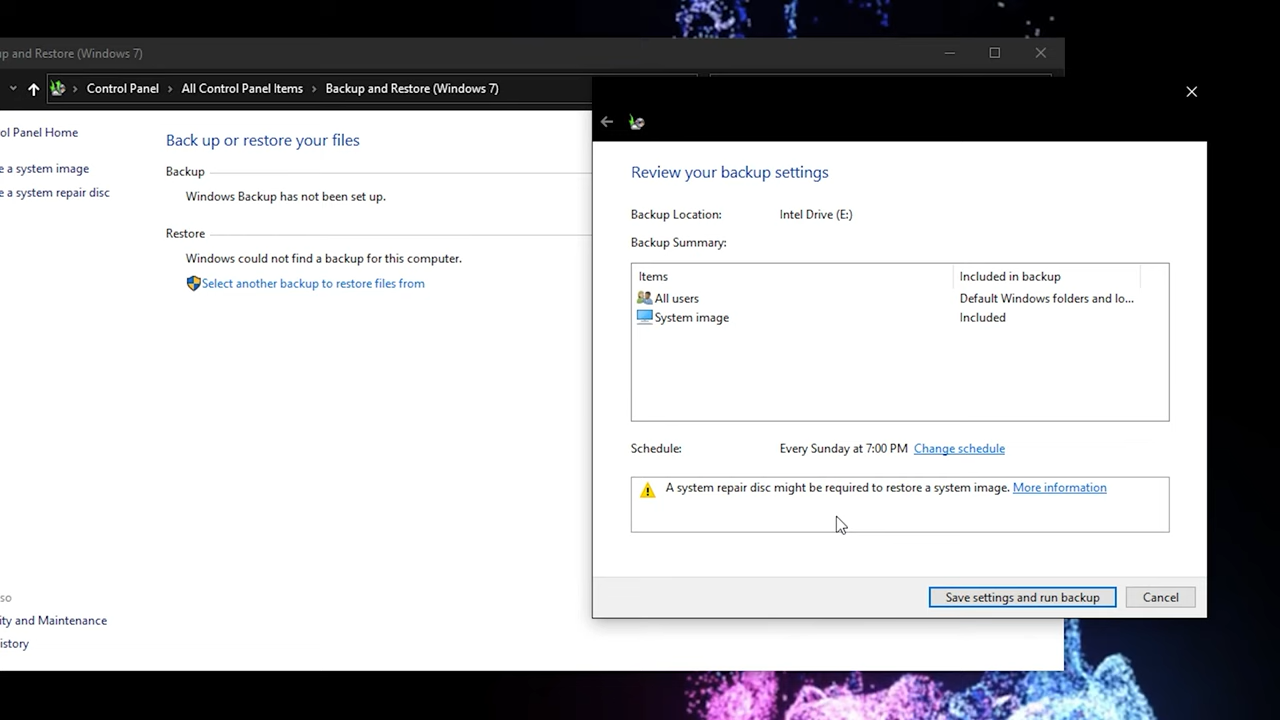 p and Restore (Windows 7)
Control Panel › All Control Panel Items › Backup and Restore (Windows 7)
ol Panel Home
e a system image
e a system repair disc
Back up or restore your files
Backup
Windows Backup has not been set up.
Restore
Windows could not find a backup for this computer.
Select another backup to restore files from
so
ity and Maintenance
istory
Review your backup settings
Backup Location: Intel Drive (E:)
Backup Summary:
Items Included in backup
All users Default Windows folders and lo...
System image Included
Schedule: Every Sunday at 7:00 PM Change schedule
A system repair disc might be required to restore a system image. More information
Save settings and run backup Cancel